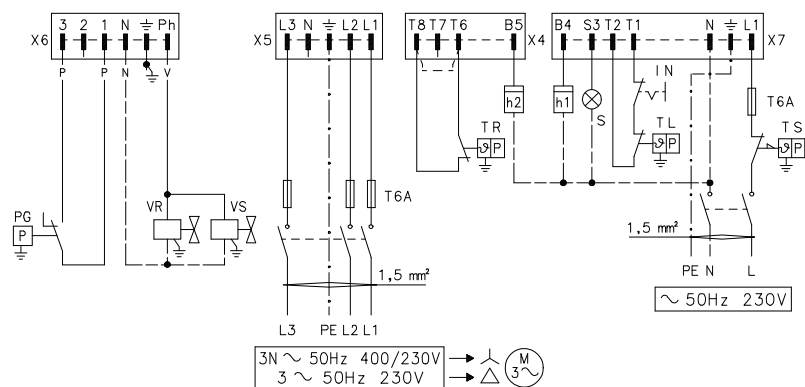 3 2 1 N Ph
X6
P P N V
PG
P
VR
VS
L3 N L2 L1
X5
T6A
1,5 mm²
L3 PE L2 L1
3N ~ 50Hz 400/230V
3 ~ 50Hz 230V
M
3~
T8 T7 T6 B5
X4
h2
TR
ϑ P
B4 S3 T2 T1 N L1
X7
h1
S
IN
TL
ϑ P
T6A
TS
ϑ P
1,5 mm²
PE N L
~ 50Hz 230V